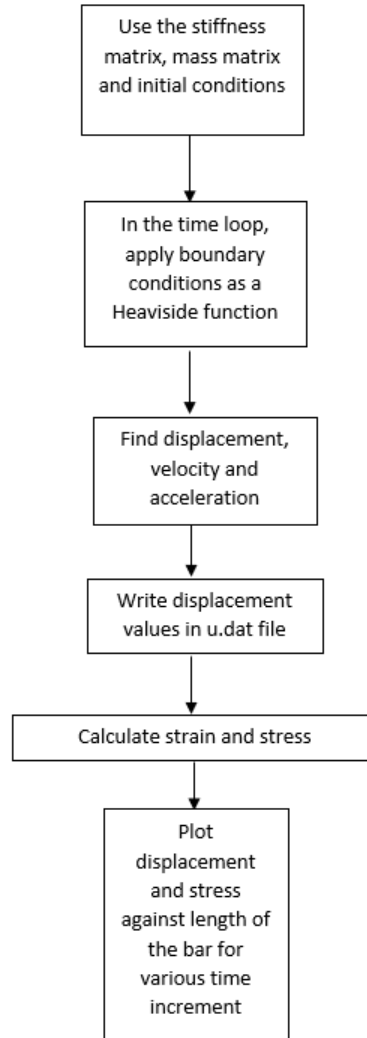 Use the stiffness
matrix, mass matrix
and initial conditions
In the time loop,
apply boundary
conditions as a
Heaviside function
Find displacement,
velocity and
acceleration
Write displacement
values in u.dat file
Calculate strain and stress
Plot
displacement
and stress
against length of
the bar for
various time
increment